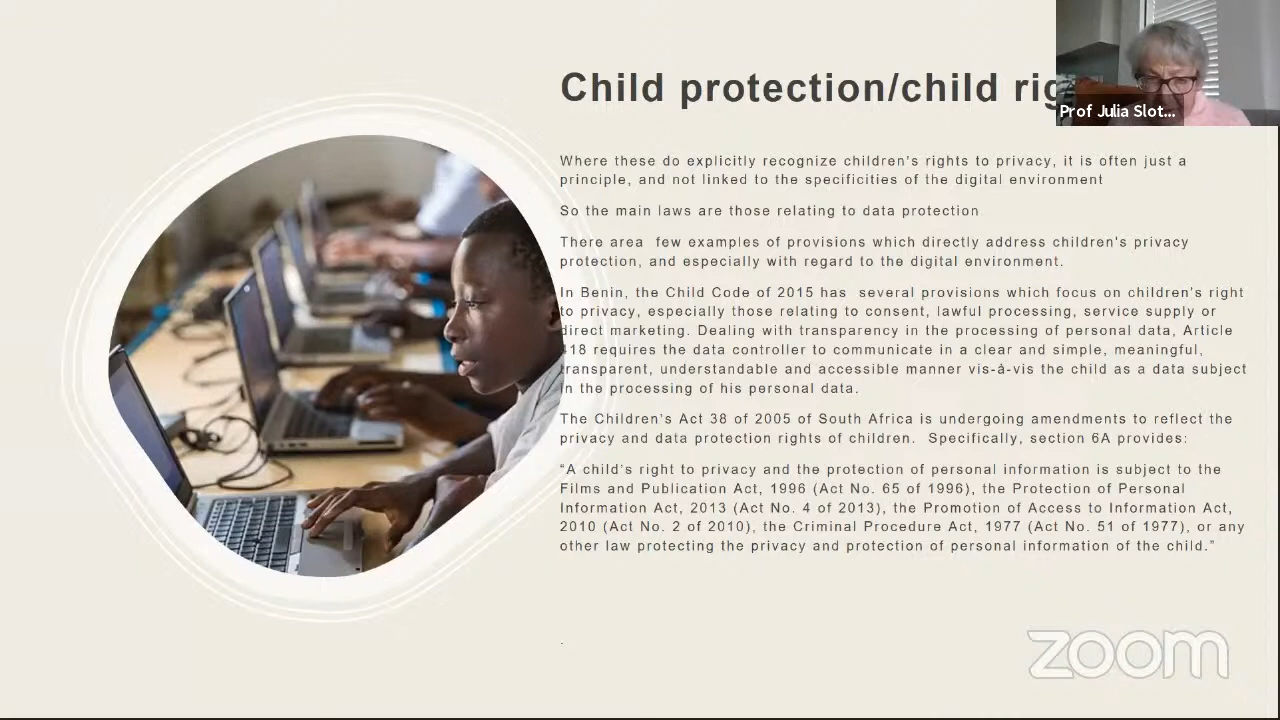 Child protection/child rig
Prof Julia Slot...
Where these do explicitly recognize children's rights to privacy, it is often just a
principle, and not linked to the specificities of the digital environment
So the main laws are those relating to data protection
There area  few examples of provisions which directly address children's privacy
protection, and especially with regard to the digital environment.
In Benin, the Child Code of 2015 has  several provisions which focus on children's right
to privacy, especially those relating to consent, lawful processing, service supply or
direct marketing. Dealing with transparency in the processing of personal data, Article
418 requires the data controller to communicate in a clear and simple, meaningful,
transparent, understandable and accessible manner vis-à-vis the child as a data subject
in the processing of his personal data.
The Children's Act 38 of 2005 of South Africa is undergoing amendments to reflect the
privacy and data protection rights of children.  Specifically, section 6A provides:
“A child's right to privacy and the protection of personal information is subject to the
Films and Publication Act, 1996 (Act No. 65 of 1996), the Protection of Personal
Information Act, 2013 (Act No. 4 of 2013), the Promotion of Access to Information Act,
2010 (Act No. 2 of 2010), the Criminal Procedure Act, 1977 (Act No. 51 of 1977), or any
other law protecting the privacy and protection of personal information of the child.”
.
zoom